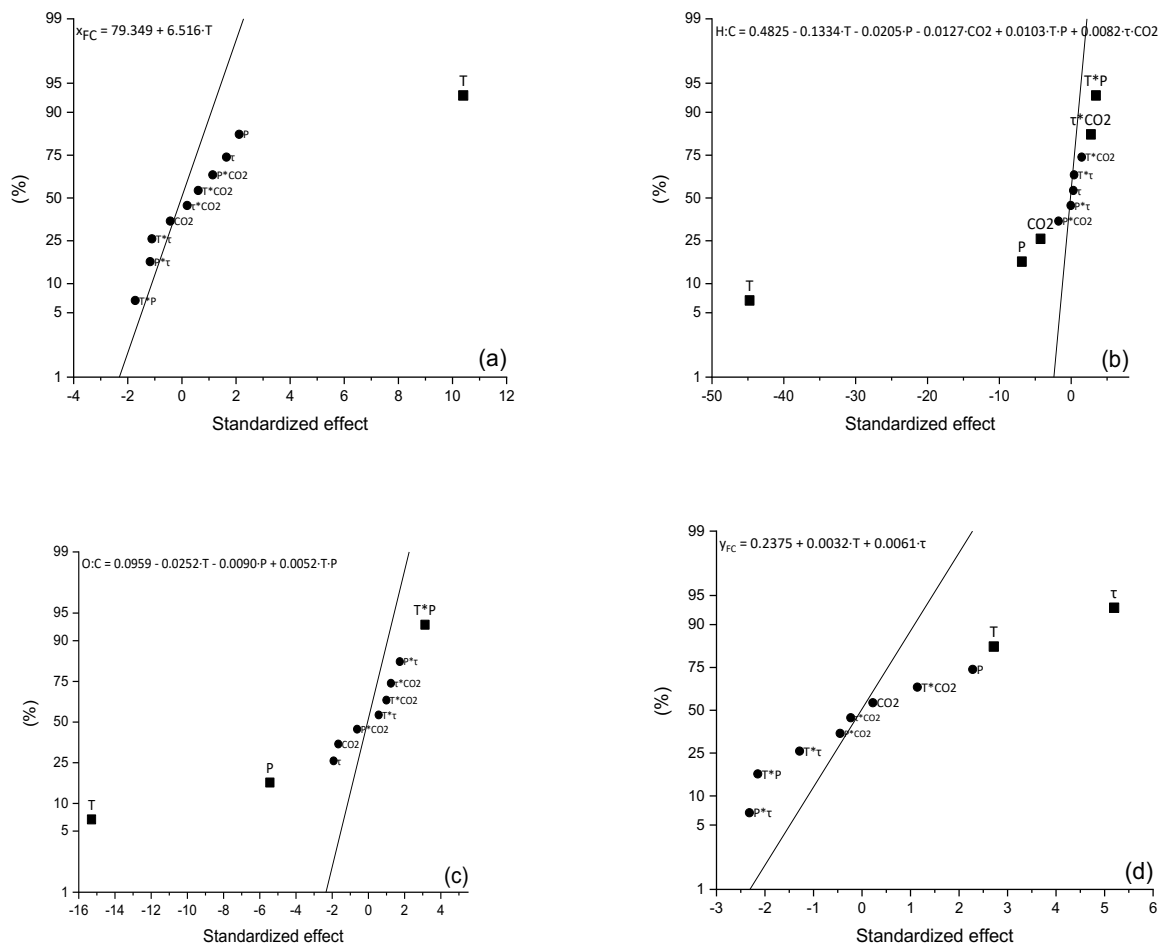 x_FC = 79.349 + 6.516·T
99
95
90
75
50
25
10
5
1
(%)
T
P
τ
P*CO2
T*CO2
τ*CO2
CO2
T*τ
P*τ
T*P
(a)
-4 -2 0 2 4 6 8 10 12
Standardized effect
H:C = 0.4825 - 0.1334·T - 0.0205·P - 0.0127·CO2 + 0.0103·T·P + 0.0082·τ·CO2
99
95
90
75
50
25
10
5
1
(%)
T*P
τ*CO2
T*CO2
T*τ
τ
P*τ
P*CO2
CO2
P
T
(b)
-50 -40 -30 -20 -10 0
Standardized effect
O:C = 0.0959 - 0.0252·T - 0.0090·P + 0.0052·T·P
99
95
90
75
50
25
10
5
1
(%)
T*P
P*τ
τ*CO2
T*CO2
T*τ
P*CO2
CO2
τ
P
T
(c)
-16 -14 -12 -10 -8 -6 -4 -2 0 2 4
Standardized effect
y_FC = 0.2375 + 0.0032·T + 0.0061·τ
99
95
90
75
50
25
10
5
1
(%)
τ
T
P
T*CO2
CO2
τ*CO2
P*CO2
T*τ
T*P
P*τ
(d)
-3 -2 -1 0 1 2 3 4 5 6
Standardized effect